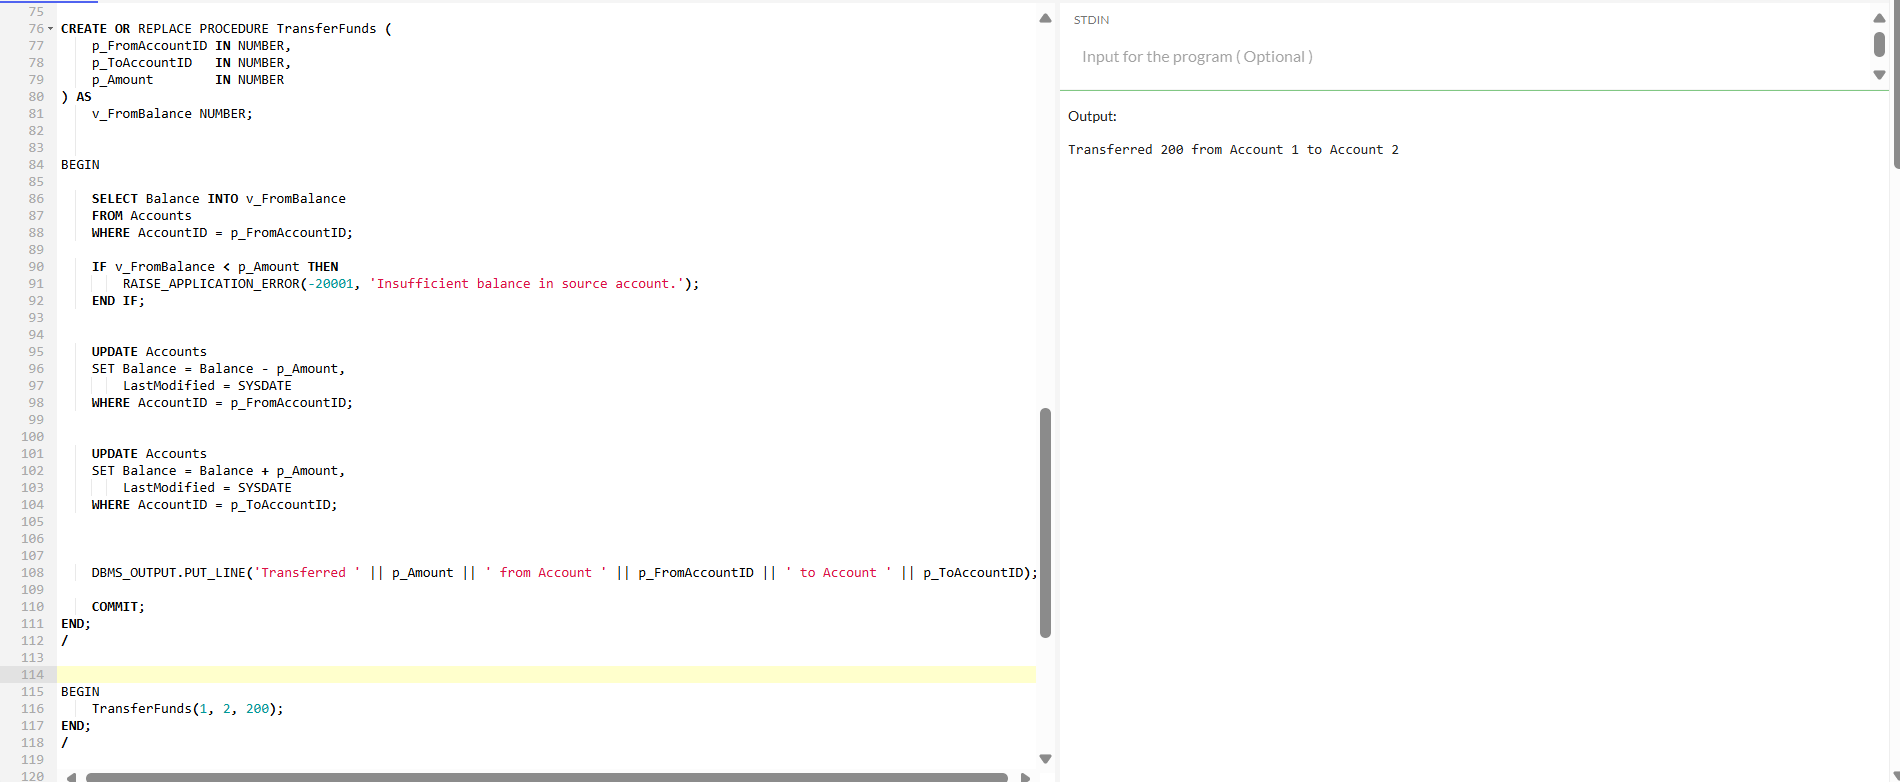 75
76 CREATE OR REPLACE PROCEDURE TransferFunds (
77     p_FromAccountID IN NUMBER,
78     p_ToAccountID   IN NUMBER,
79     p_Amount        IN NUMBER
80 ) AS
81     v_FromBalance NUMBER;
82
83
84 BEGIN
85
86     SELECT Balance INTO v_FromBalance
87     FROM Accounts
88     WHERE AccountID = p_FromAccountID;
89
90     IF v_FromBalance < p_Amount THEN
91         RAISE_APPLICATION_ERROR(-20001, 'Insufficient balance in source account.');
92     END IF;
93
94
95     UPDATE Accounts
96     SET Balance = Balance - p_Amount,
97         LastModified = SYSDATE
98     WHERE AccountID = p_FromAccountID;
99
100
101     UPDATE Accounts
102     SET Balance = Balance + p_Amount,
103         LastModified = SYSDATE
104     WHERE AccountID = p_ToAccountID;
105
106
107
108     DBMS_OUTPUT.PUT_LINE('Transferred ' || p_Amount || ' from Account ' || p_FromAccountID || ' to Account ' || p_ToAccountID);
109
110     COMMIT;
111 END;
112 /
113
114
115 BEGIN
116     TransferFunds(1, 2, 200);
117 END;
118 /
119
120
STDIN
Input for the program ( Optional )
Output:
Transferred 200 from Account 1 to Account 2